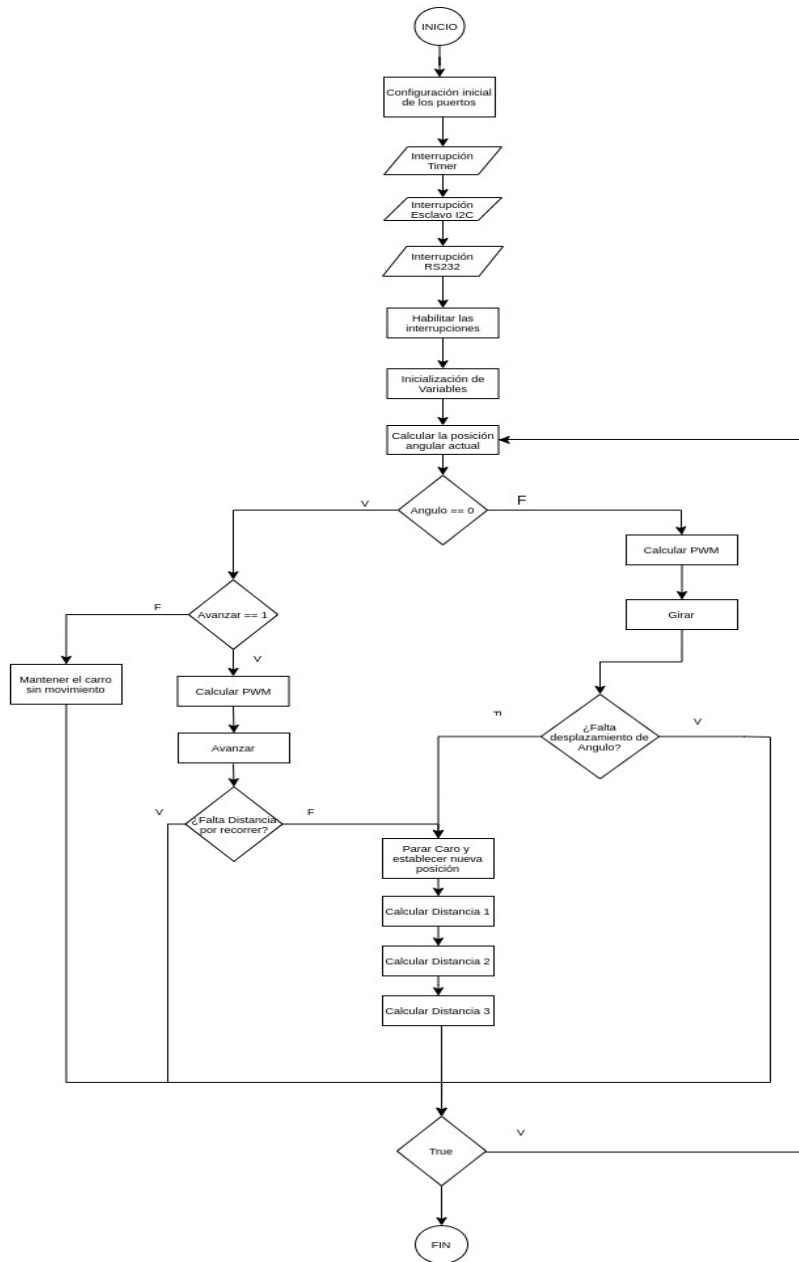 INICIO
Configuración inicial
de los puertos
Interrupción
Timer
Interrupción
Esclavo I2C
Interrupción
RS232
Habilitar las
interrupciones
Inicialización de
Variables
Calcular la posición
angular actual
V
Angulo == 0
F
Calcular PWM
Girar
F
Avanzar == 1
V
Mantener el carro
sin movimiento
Calcular PWM
Avanzar
F
¿Falta
desplazamiento de
Angulo?
V
V
¿Falta Distancia
por recorrer?
F
Parar Caro y
establecer nueva
posición
Calcular Distancia 1
Calcular Distancia 2
Calcular Distancia 3
True
V
FIN